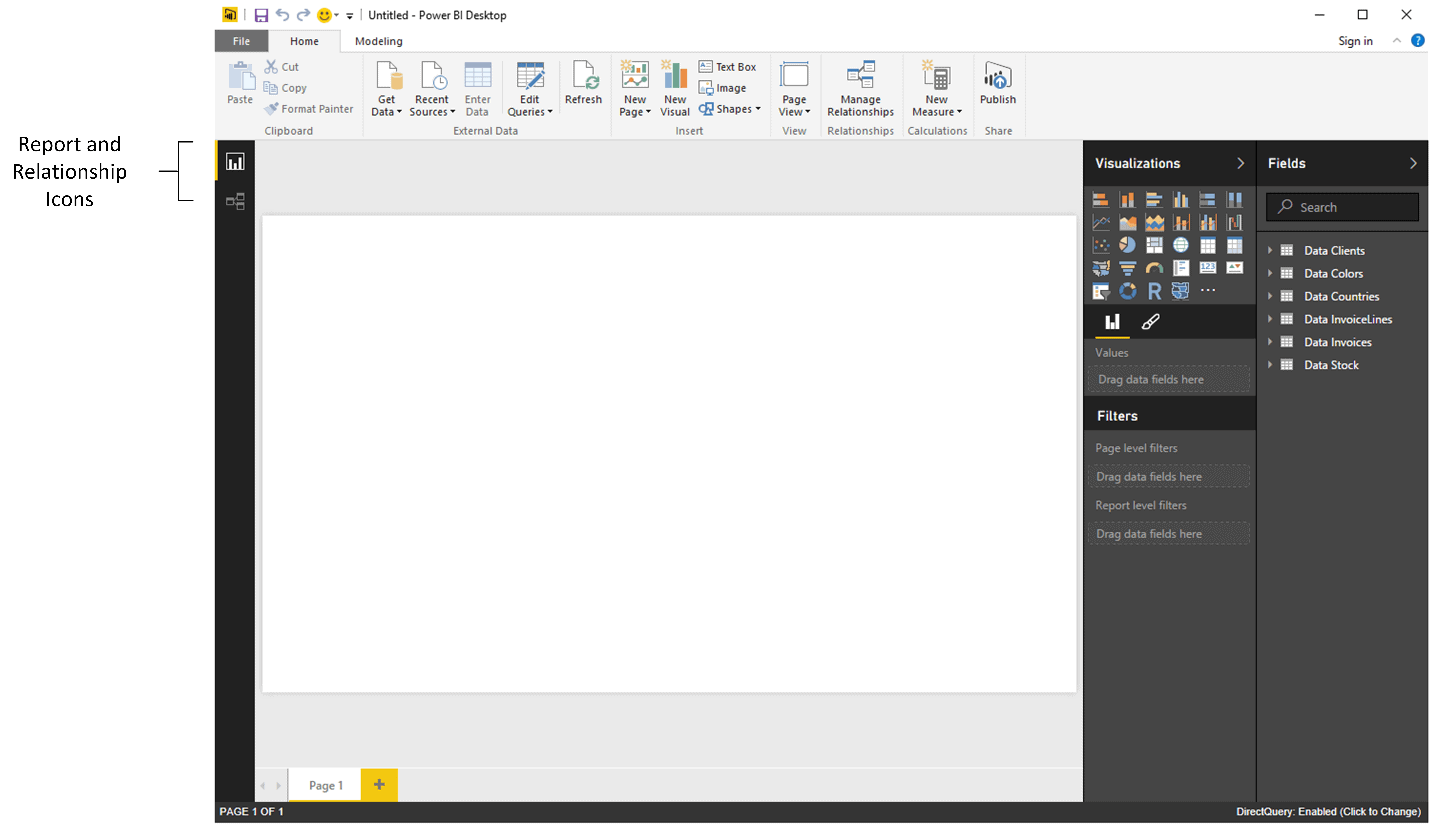 Untitled - Power BI Desktop
File Home Modeling Sign in
Paste
Cut
Copy
Format Painter
Clipboard
Get Data
Recent Sources
Enter Data
Edit Queries
Refresh
External Data
New Page
New Visual
Text Box
Image
Shapes
Insert
Page View
View
Manage Relationships
Relationships
New Measure
Calculations
Publish
Share
Report and
Relationship
Icons
Visualizations
123
R
Values
Drag data fields here
Filters
Page level filters
Drag data fields here
Report level filters
Drag data fields here
Fields
Search
Data Clients
Data Colors
Data Countries
Data InvoiceLines
Data Invoices
Data Stock
Page 1 +
PAGE 1 OF 1
DirectQuery: Enabled (Click to Change)